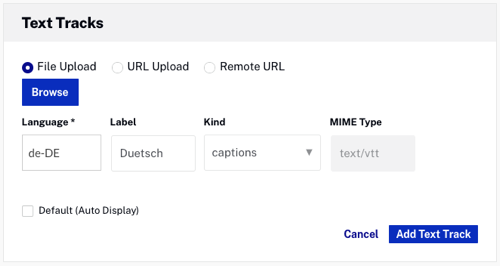 Text Tracks
File Upload URL Upload Remote URL
Browse
Language * Label Kind MIME Type
de-DE Duetsch captions text/vtt
Default (Auto Display)
Cancel Add Text Track